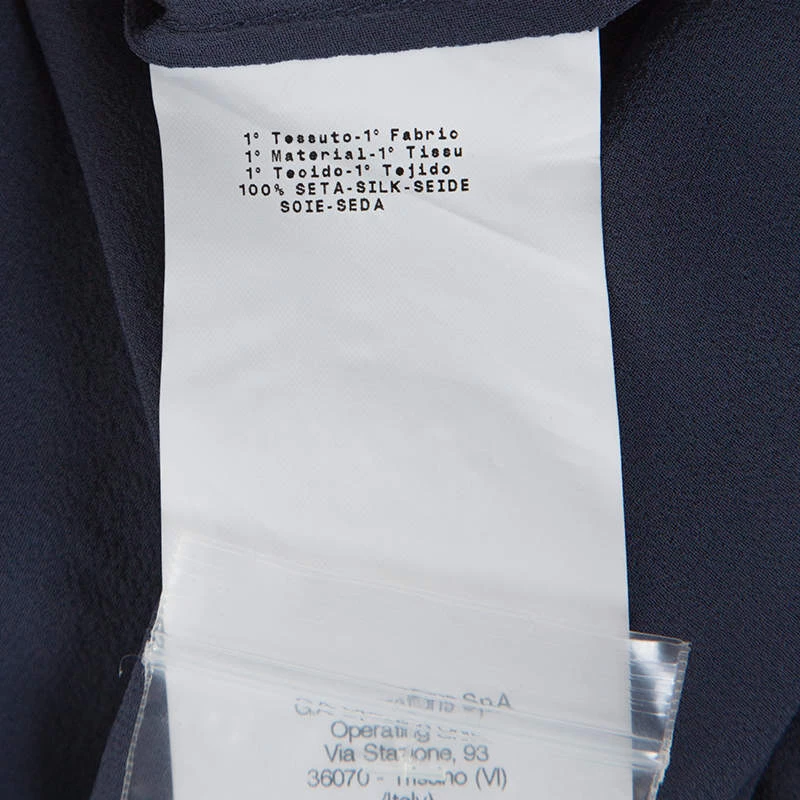 1° Tessuto-1° Fabric
1° Material-1° Tissu
1° Tecido-1° Tejido
100% SETA-SILK-SEIDE
SOIE-SEDA
SpA
Operating
Via Stazione, 93
36070 - (VI)
(Italy)